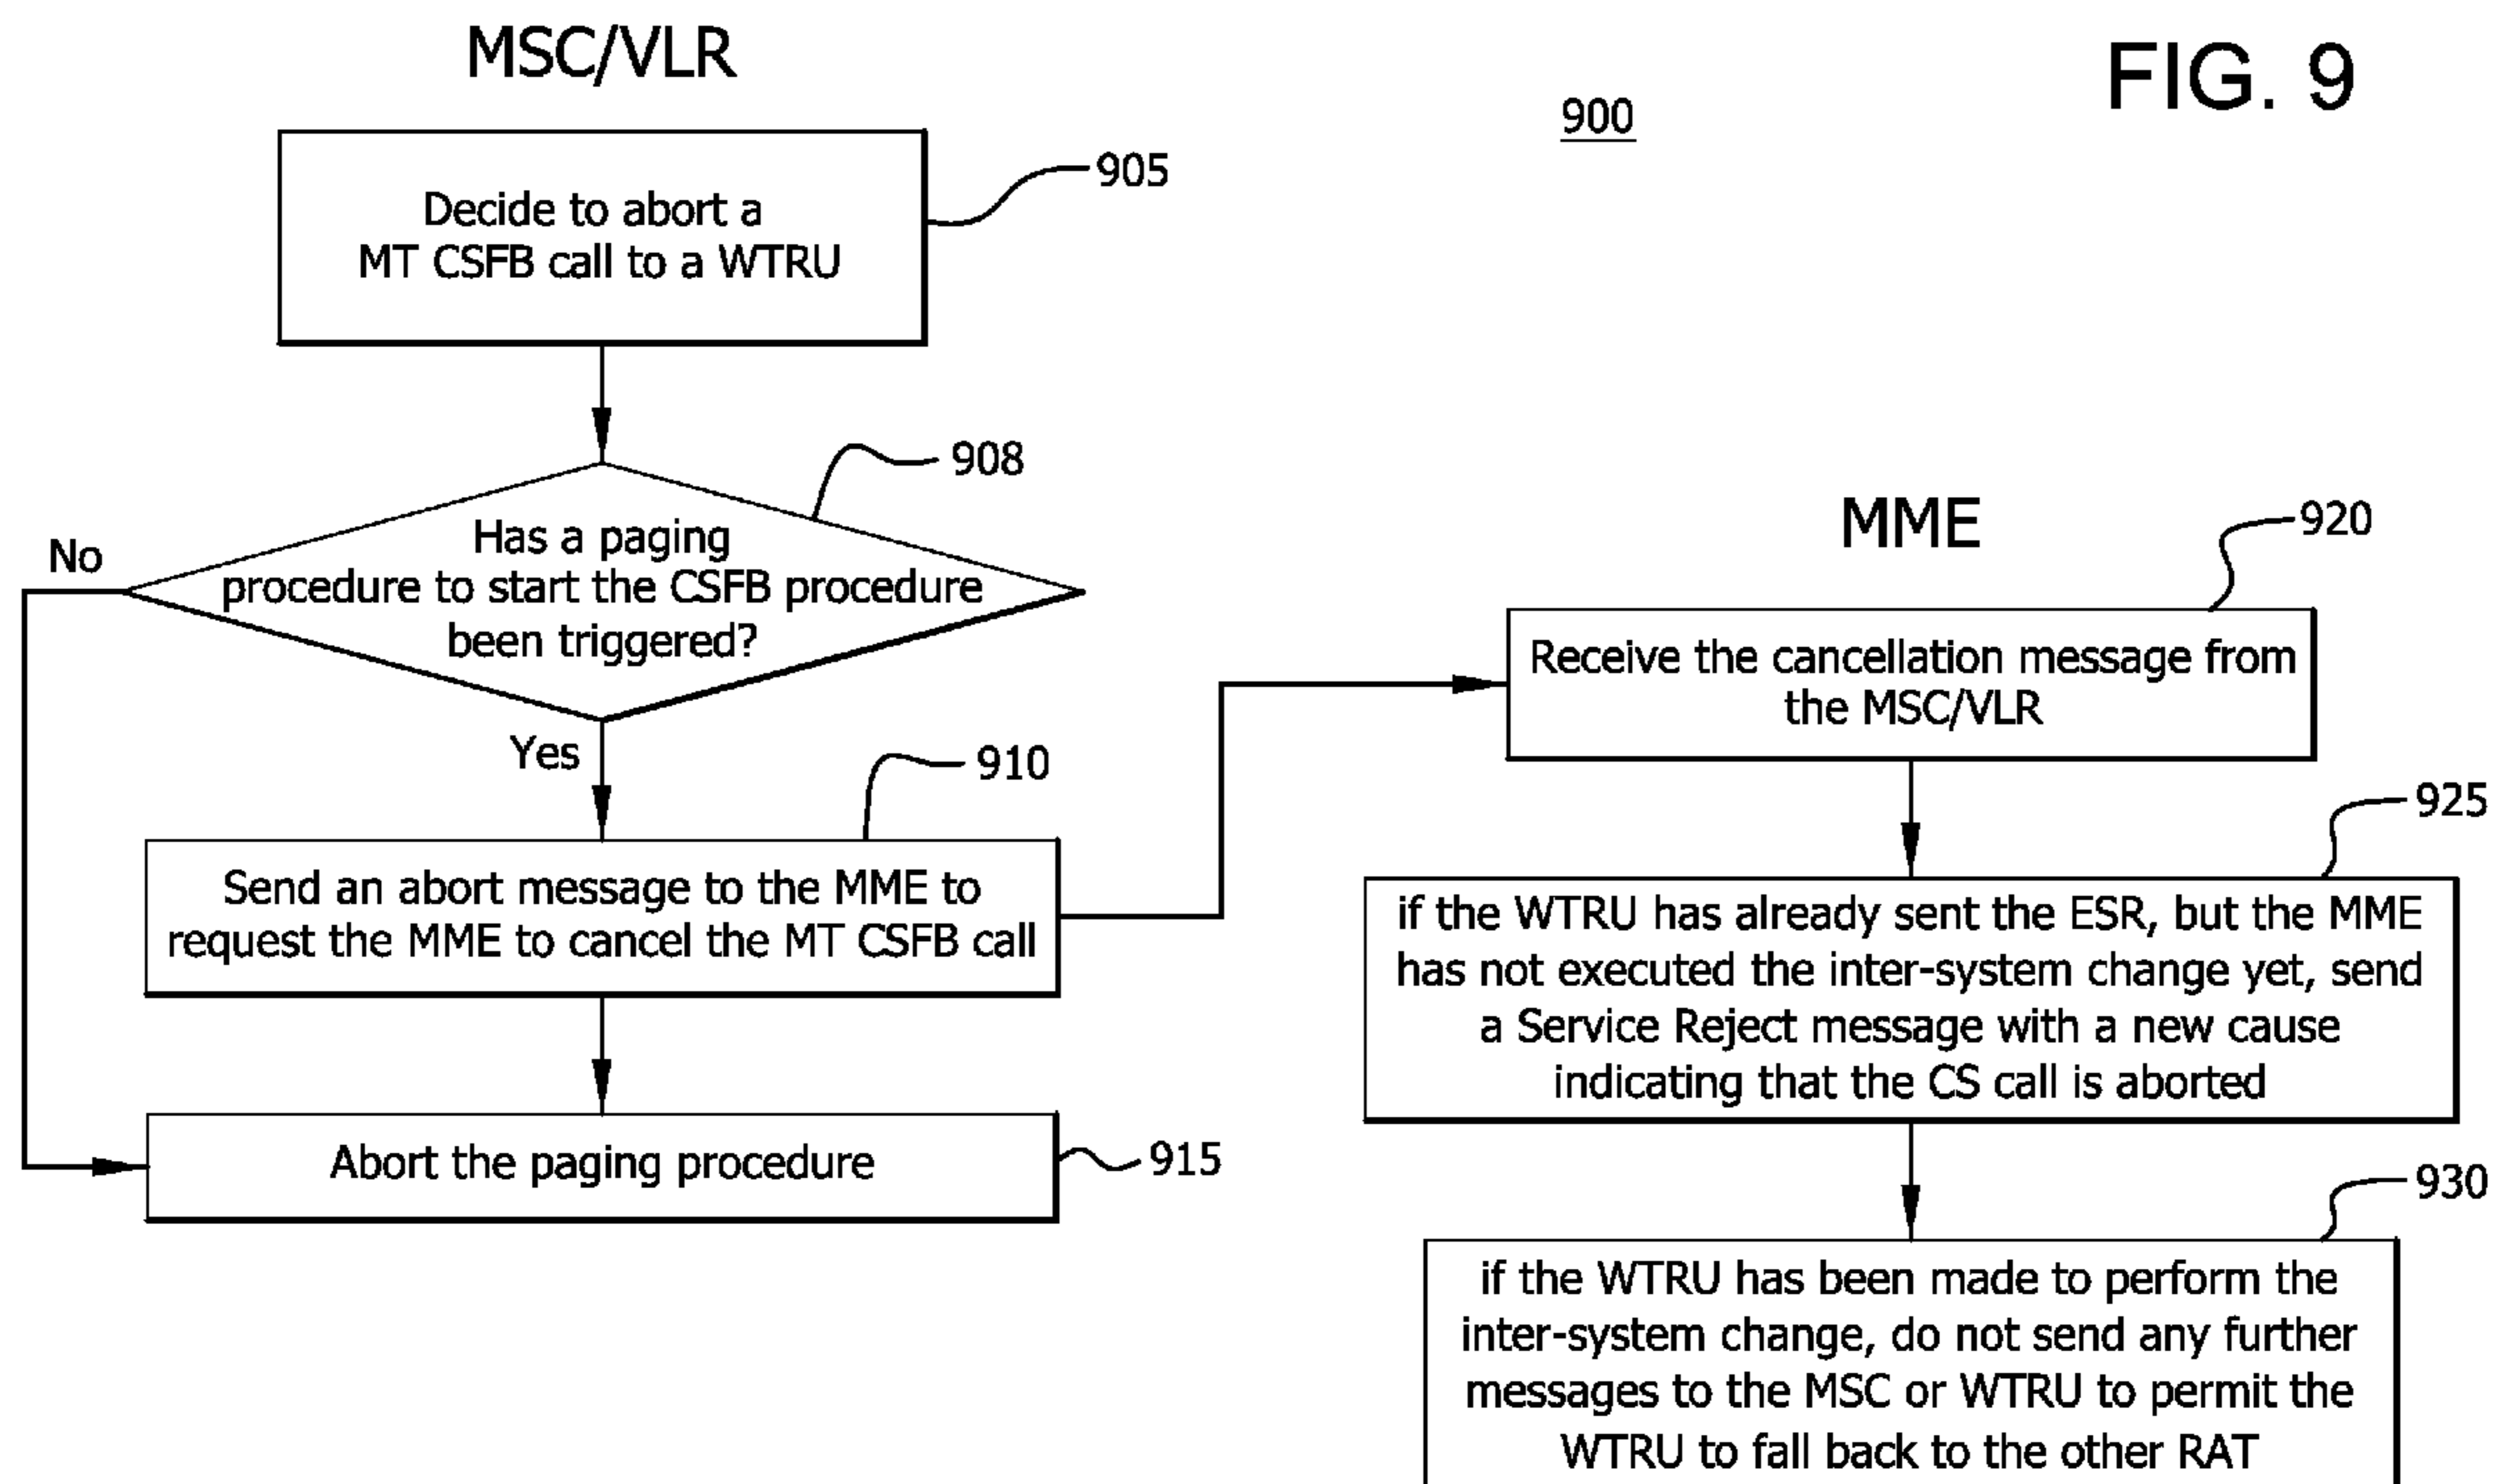 MSC/VLR
FIG. 9
900
Decide to abort a
MT CSFB call to a WTRU
905
Has a paging
procedure to start the CSFB procedure
been triggered?
908
No
Yes
Send an abort message to the MME to
request the MME to cancel the MT CSFB call
910
Abort the paging procedure
915
MME
Receive the cancellation message from
the MSC/VLR
920
if the WTRU has already sent the ESR, but the MME
has not executed the inter-system change yet, send
a Service Reject message with a new cause
indicating that the CS call is aborted
925
if the WTRU has been made to perform the
inter-system change, do not send any further
messages to the MSC or WTRU to permit the
WTRU to fall back to the other RAT
930